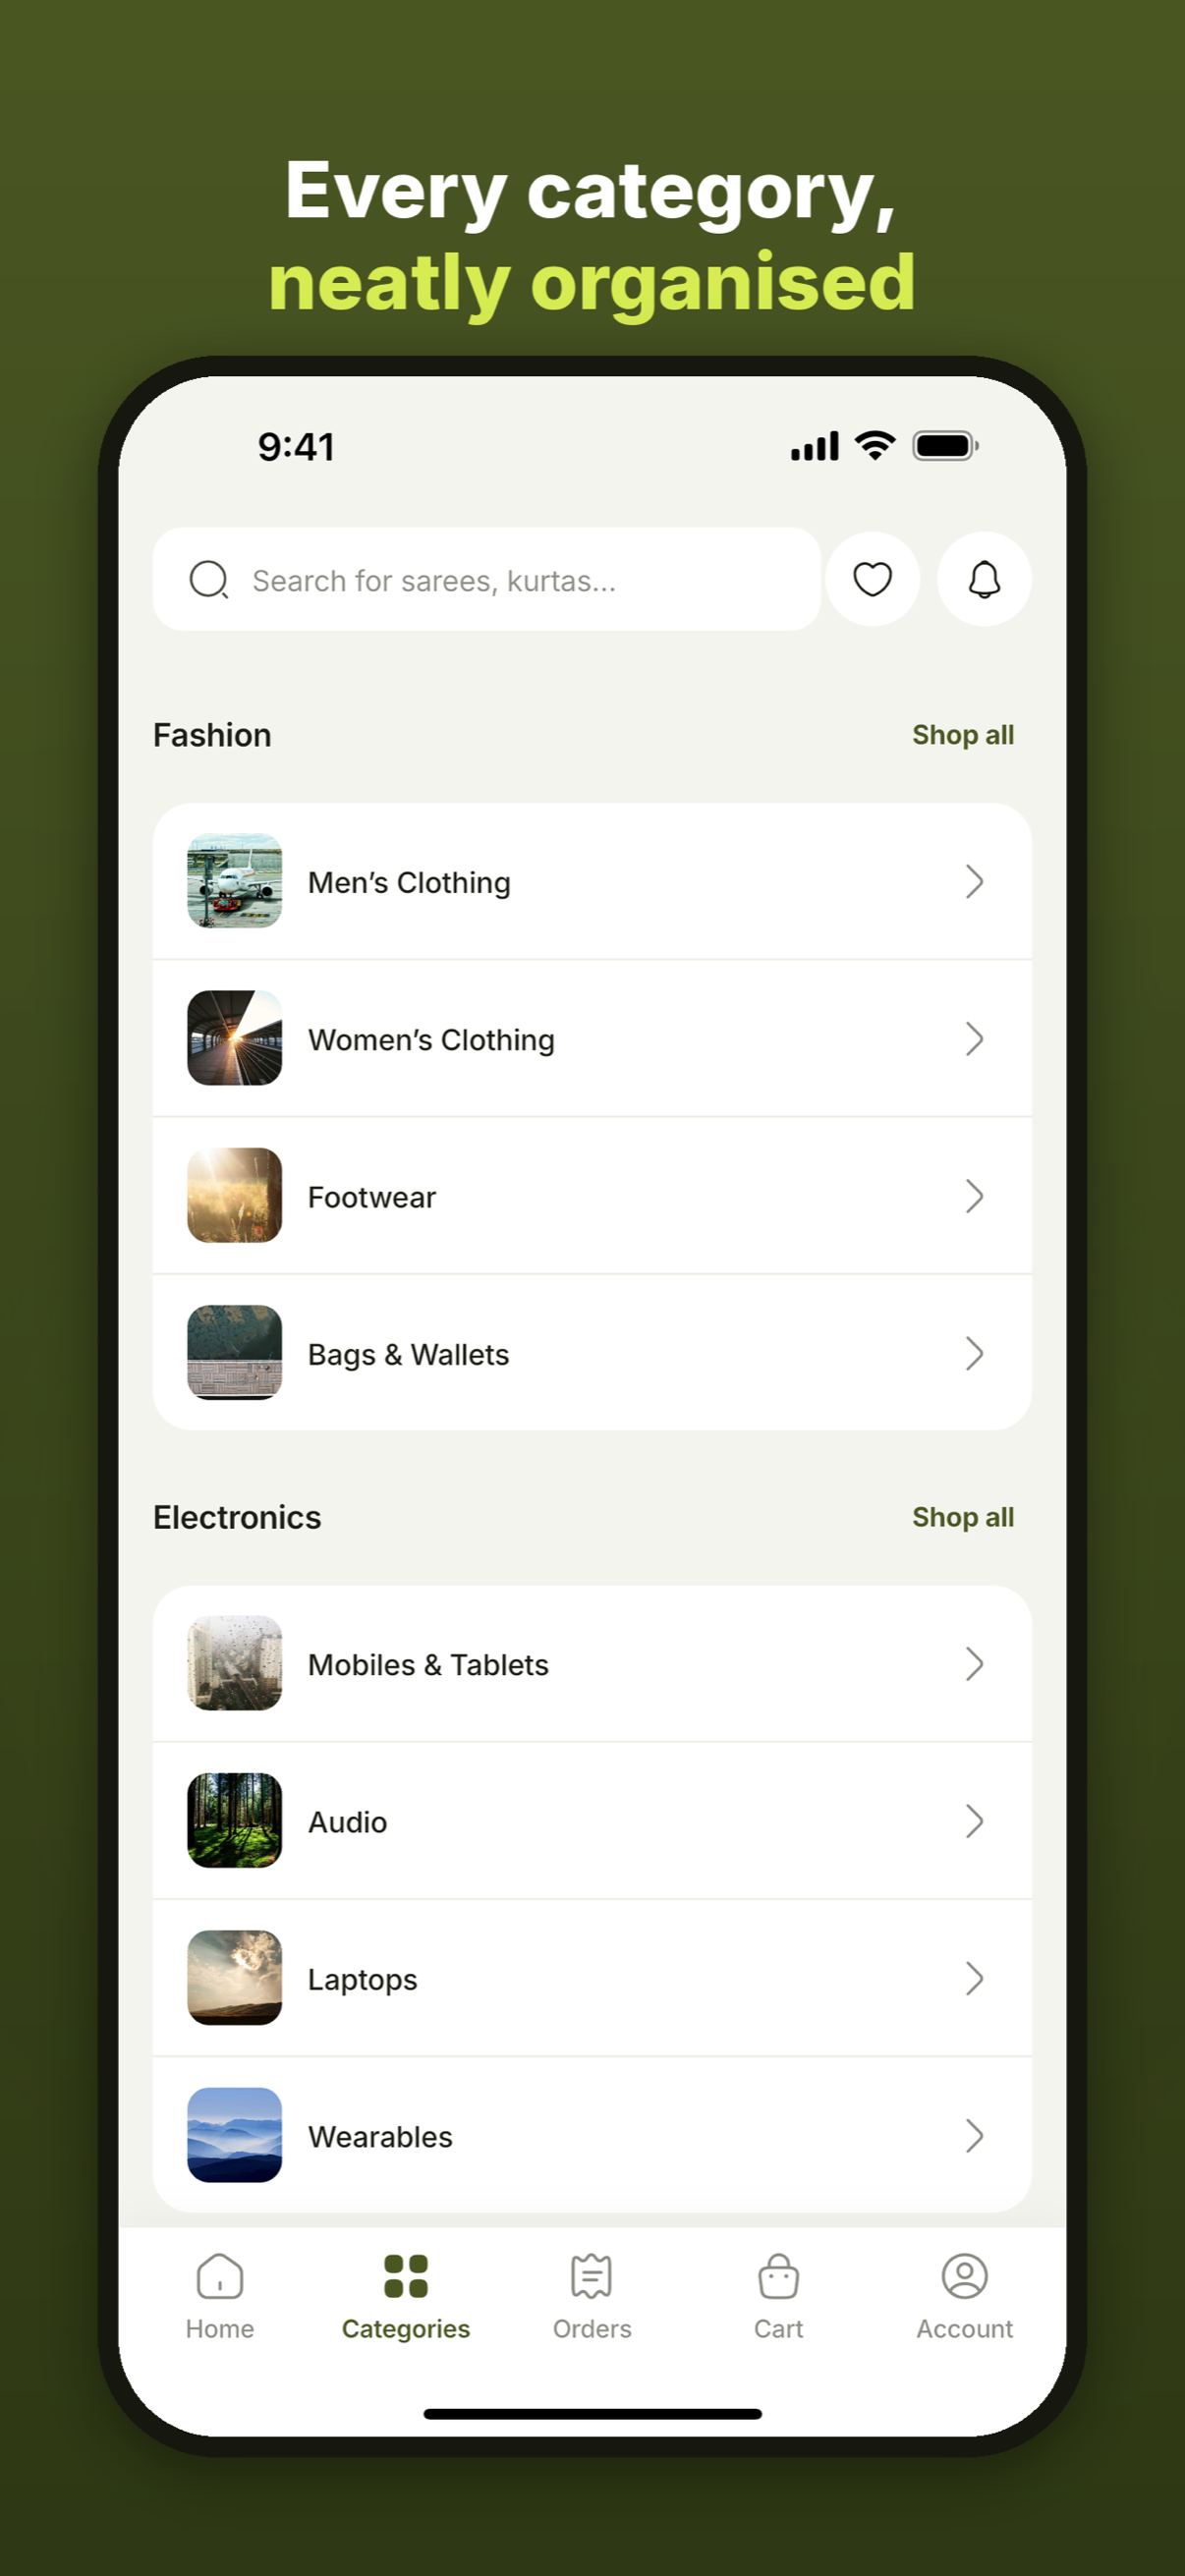 Every category,
neatly organised
9:41
Search for sarees, kurtas...
Fashion
Shop all
Men’s Clothing
Women’s Clothing
Footwear
Bags & Wallets
Electronics
Shop all
Mobiles & Tablets
Audio
Laptops
Wearables
Home
Categories
Orders
Cart
Account